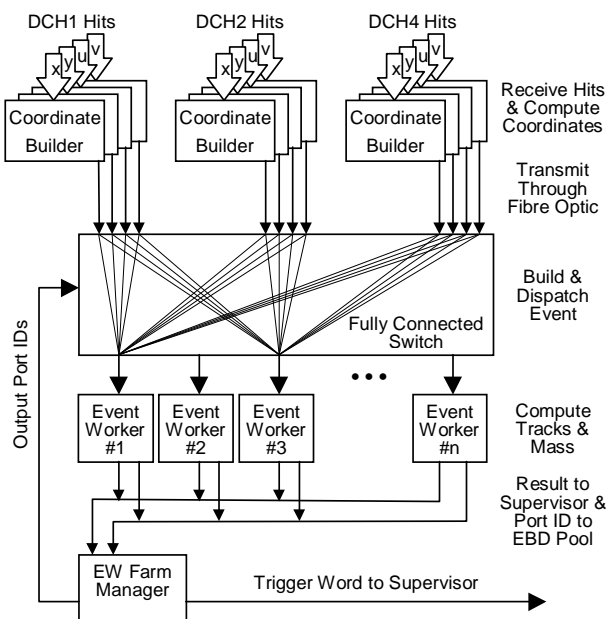 DCH1 Hits
DCH2 Hits
DCH4 Hits
x y u v
x y u v
x y u v
Coordinate
Builder
Coordinate
Builder
Coordinate
Builder
Receive Hits
& Compute
Coordinates
Transmit
Through
Fibre Optic
Build &
Dispatch
Event
Fully Connected
Switch
Output Port IDs
Event
Worker
#1
Event
Worker
#2
Event
Worker
#3
Event
Worker
#n
Compute
Tracks &
Mass
Result to
Supervisor &
Port ID to
EBD Pool
EW Farm
Manager
Trigger Word to Supervisor